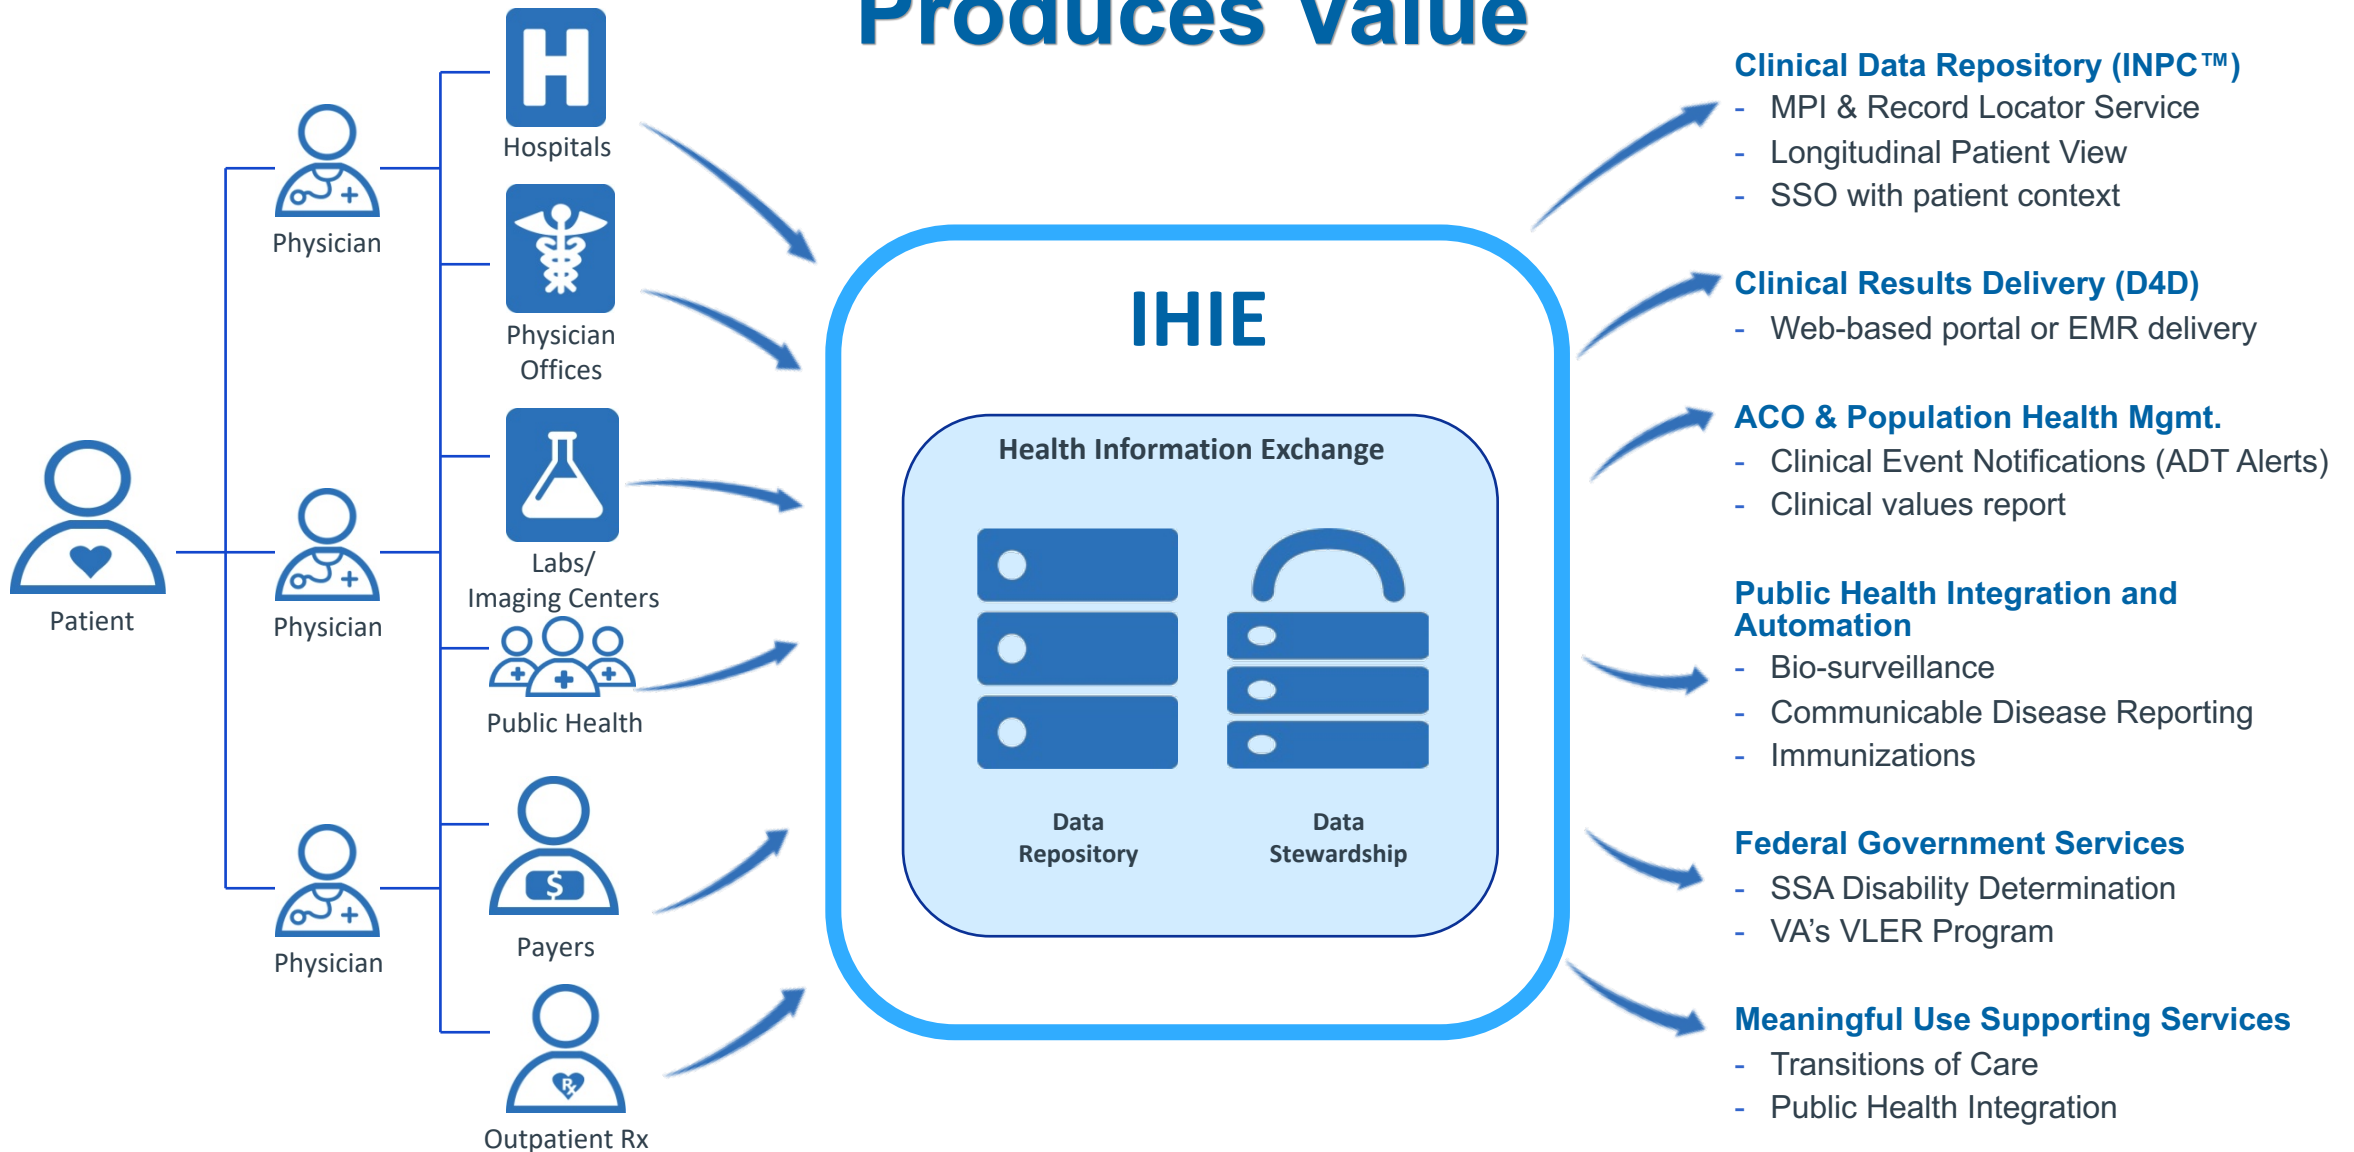 Produces Value
Hospitals
Physician
Physician
Offices
Labs/
Imaging Centers
Patient
Physician
Public Health
Payers
Physician
Outpatient Rx
H
$
Rx
IHIE
Health Information Exchange
Data
Repository
Data
Stewardship
Clinical Data Repository (INPC™)
- MPI & Record Locator Service
- Longitudinal Patient View
- SSO with patient context
Clinical Results Delivery (D4D)
- Web-based portal or EMR delivery
ACO & Population Health Mgmt.
- Clinical Event Notifications (ADT Alerts)
- Clinical values report
Public Health Integration and
Automation
- Bio-surveillance
- Communicable Disease Reporting
- Immunizations
Federal Government Services
- SSA Disability Determination
- VA’s VLER Program
Meaningful Use Supporting Services
- Transitions of Care
- Public Health Integration